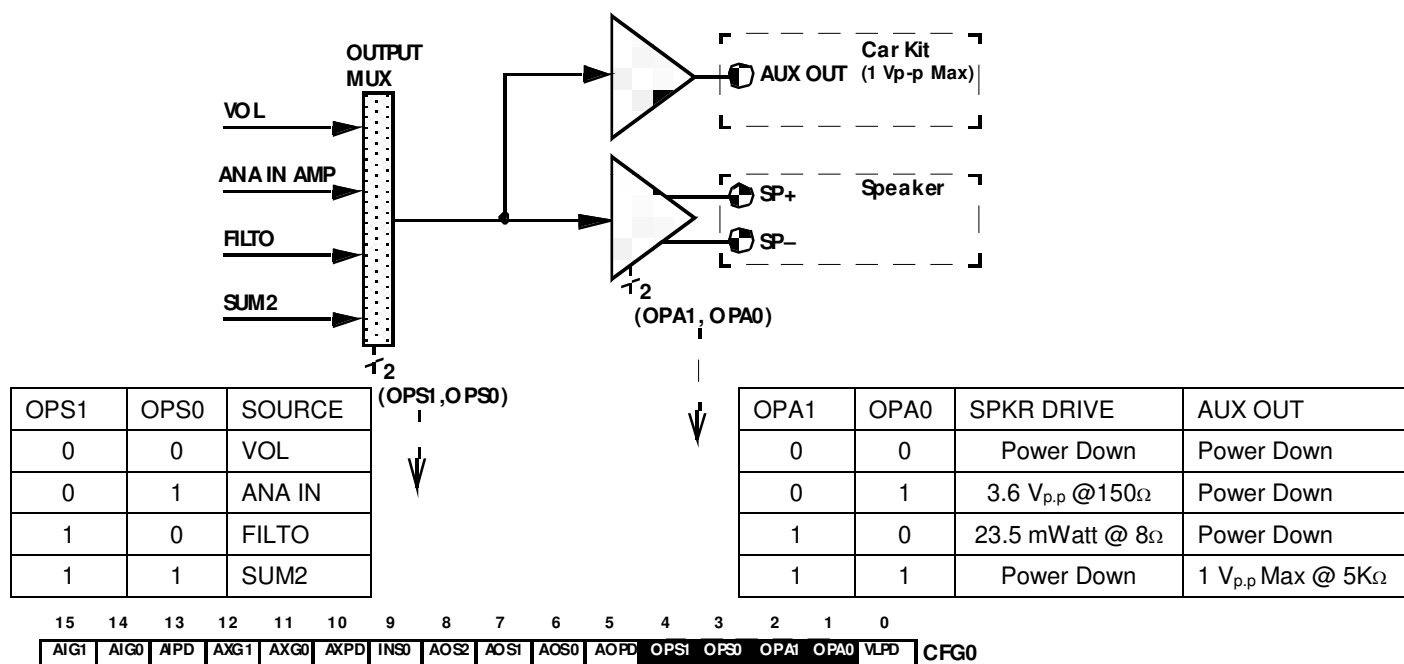 OUTPUT
MUX
VOL
ANA IN AMP
FILTO
SUM2
2
(OPS1,OPS0)
Car Kit
AUX OUT (1 Vp-p Max)
Speaker
SP+
SP–
2
(OPA1, OPA0)
OPS1 OPS0 SOURCE
0 0 VOL
0 1 ANA IN
1 0 FILTO
1 1 SUM2
OPA1 OPA0 SPKR DRIVE AUX OUT
0 0 Power Down Power Down
0 1 3.6 Vp.p @150Ω Power Down
1 0 23.5 mWatt @ 8Ω Power Down
1 1 Power Down 1 Vp.p Max @ 5KΩ
15 14 13 12 11 10 9 8 7 6 5 4 3 2 1 0
AIG1 AIG0 AIPD AXG1 AXG0 AXPD INS0 AOS2 AOS1 AOS0 AOPD OPS1 OPS0 OPA1 OPA0 VLPD CFG0